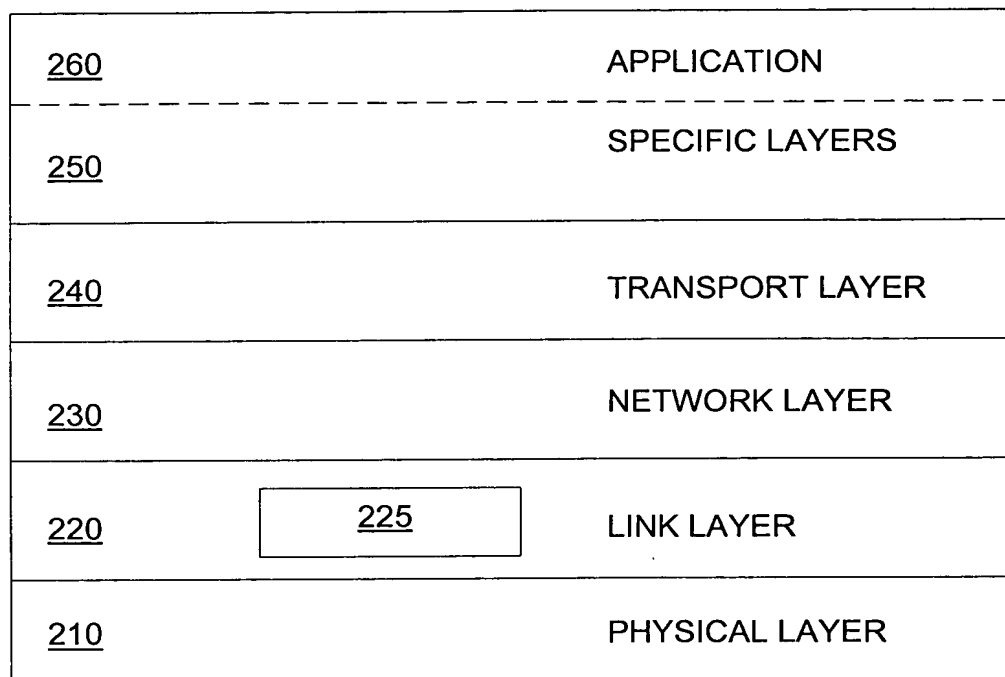 260 APPLICATION
250 SPECIFIC LAYERS
240 TRANSPORT LAYER
230 NETWORK LAYER
220 225 LINK LAYER
210 PHYSICAL LAYER